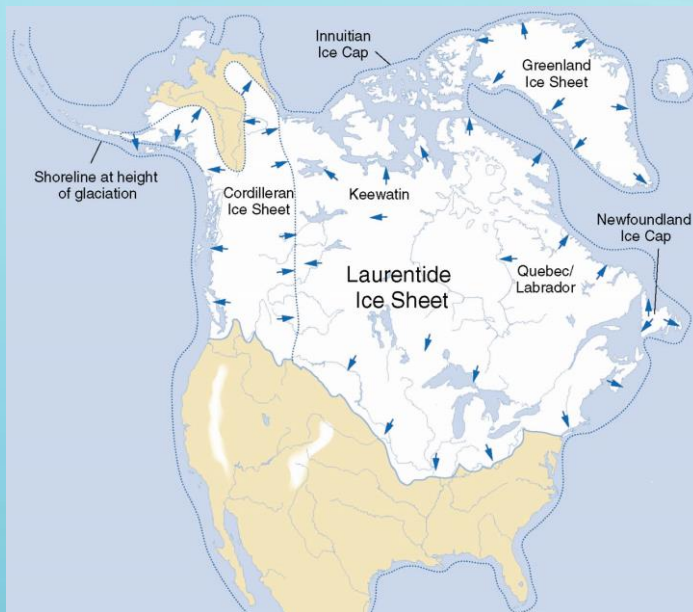 Innuitian
Ice Cap
Greenland
Ice Sheet
Shoreline at height
of glaciation
Cordilleran
Ice Sheet
Keewatin
Newfoundland
Ice Cap
Laurentide
Ice Sheet
Quebec/
Labrador